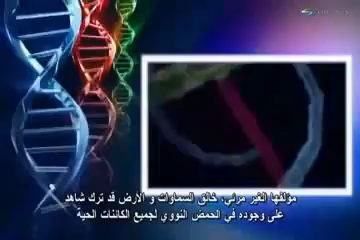 مؤلفها الغير مرئي، خالق السماوات و الأرض قد ترك شاهد
على وجوده في الحمض النووي لجميع الكائنات الحية